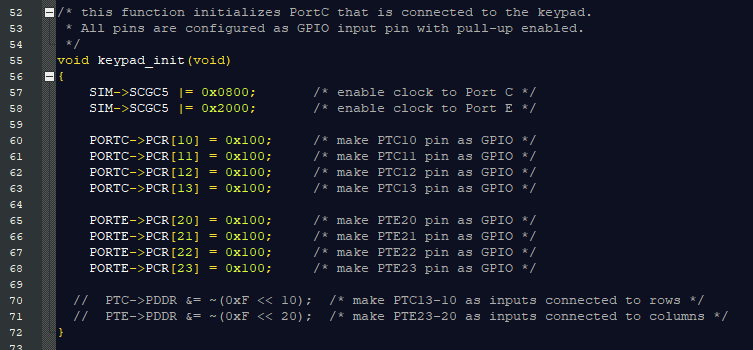 52 /* this function initializes PortC that is connected to the keypad.
53  * All pins are configured as GPIO input pin with pull-up enabled.
54  */
55 void keypad_init(void)
56 {
57     SIM->SCGC5 |= 0x0800;       /* enable clock to Port C */
58     SIM->SCGC5 |= 0x2000;       /* enable clock to Port E */
59
60     PORTC->PCR[10] = 0x100;     /* make PTC10 pin as GPIO */
61     PORTC->PCR[11] = 0x100;     /* make PTC11 pin as GPIO */
62     PORTC->PCR[12] = 0x100;     /* make PTC12 pin as GPIO */
63     PORTC->PCR[13] = 0x100;     /* make PTC13 pin as GPIO */
64
65     PORTE->PCR[20] = 0x100;     /* make PTE20 pin as GPIO */
66     PORTE->PCR[21] = 0x100;     /* make PTE21 pin as GPIO */
67     PORTE->PCR[22] = 0x100;     /* make PTE22 pin as GPIO */
68     PORTE->PCR[23] = 0x100;     /* make PTE23 pin as GPIO */
69
70   //  PTC->PDDR &= ~(0xF << 10);  /* make PTC13-10 as inputs connected to rows */
71   //  PTE->PDDR &= ~(0xF << 20);  /* make PTE23-20 as inputs connected to columns */
72 }
73